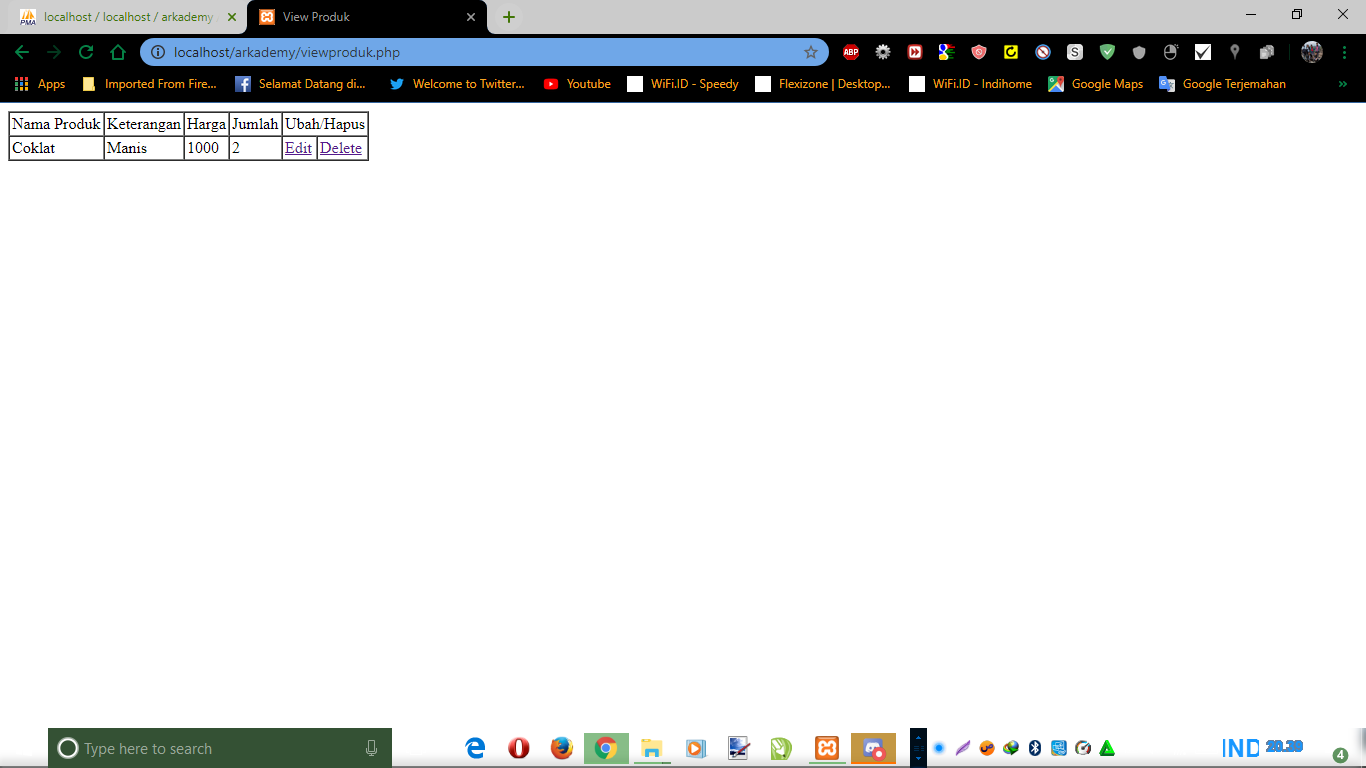 PMA localhost / localhost / arkademy View Produk
localhost/arkademy/viewproduk.php ABP S
Apps Imported From Fire... Selamat Datang di... Welcome to Twitter... Youtube WiFi.ID - Speedy Flexizone | Desktop... WiFi.ID - Indihome Google Maps Google Terjemahan
Nama Produk Keterangan Harga Jumlah Ubah/Hapus
Coklat Manis 1000 2 Edit Delete
Type here to search IND 4